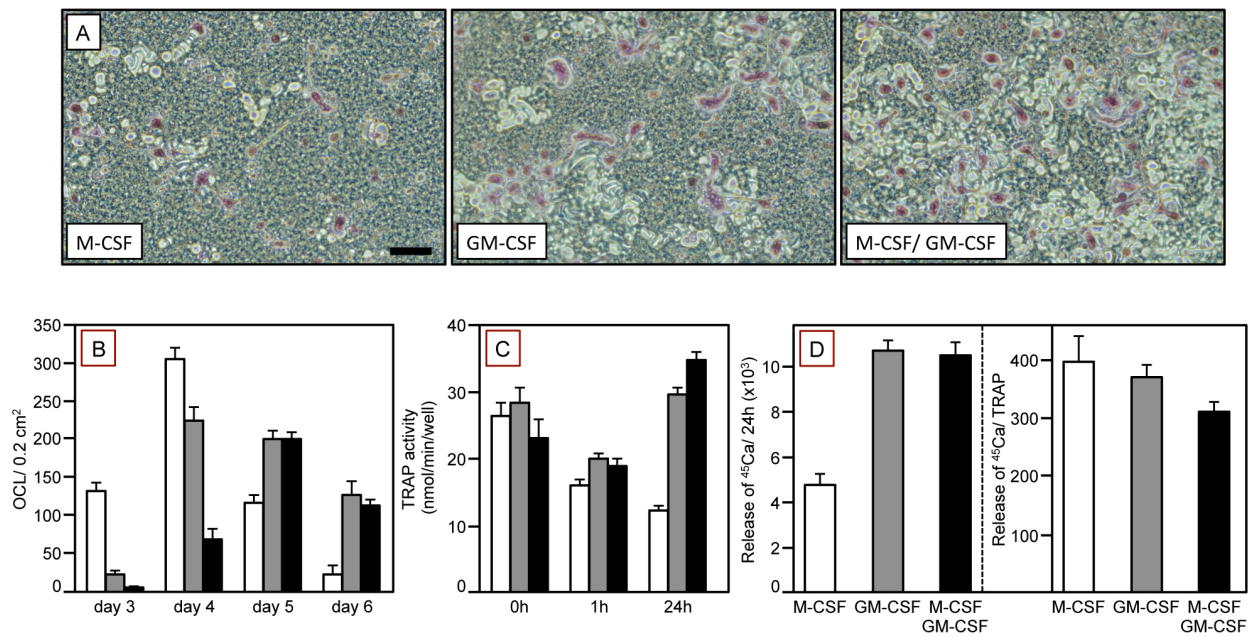 A
M-CSF
GM-CSF
M-CSF/ GM-CSF
B
OCL/ 0.2 cm²
350
300
250
200
150
100
50
0
day 3
day 4
day 5
day 6
C
TRAP activity
(nmol/min/well)
40
30
20
10
0
0h
1h
24h
D
Release of ⁴⁵Ca/ 24h (x10³)
10
8
6
4
2
0
M-CSF
GM-CSF
M-CSF
GM-CSF
Release of ⁴⁵Ca/ TRAP
400
300
200
100
M-CSF
GM-CSF
M-CSF
GM-CSF